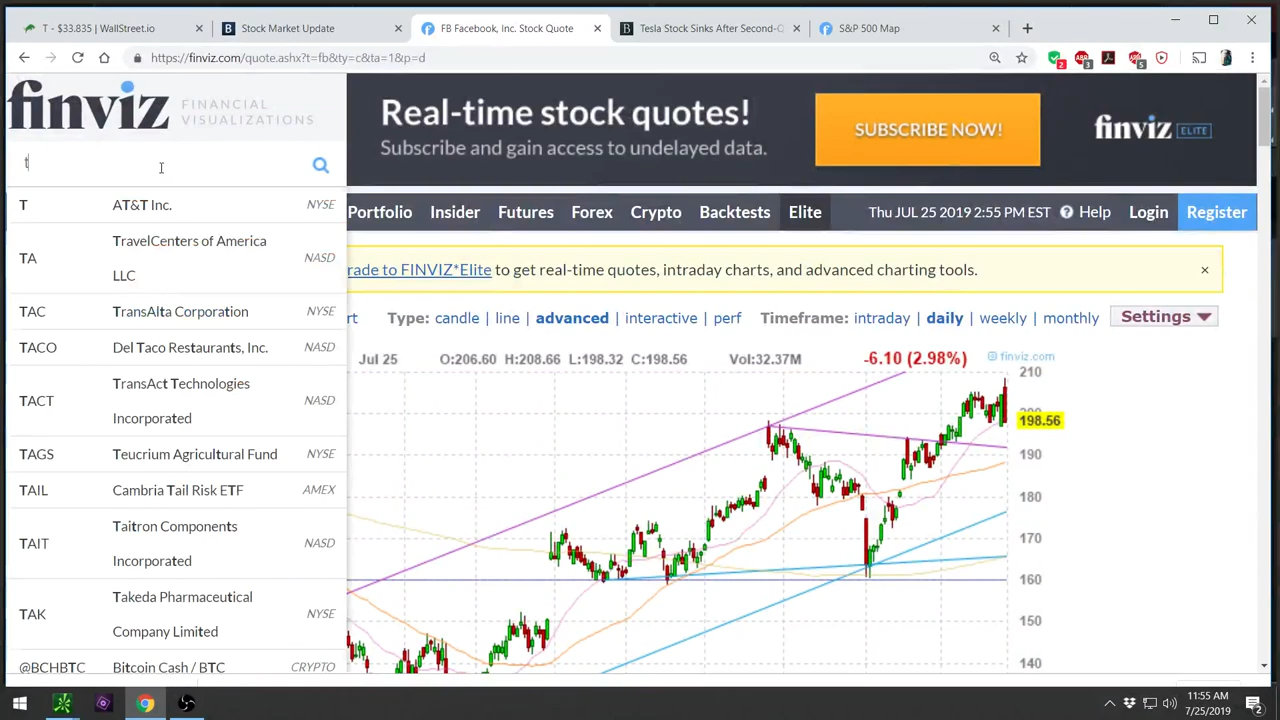 T - $33.835 | WallStreet.io
Stock Market Update
FB Facebook, Inc. Stock Quote
Tesla Stock Sinks After Second-Q
S&P 500 Map
https://finviz.com/quote.ashx?t=fb&ty=c&ta=1&p=d
2
3
5
finviz
FINANCIAL
VISUALIZATIONS
Real-time stock quotes!
Subscribe and gain access to undelayed data.
SUBSCRIBE NOW!
finviz ELITE
t
Portfolio Insider Futures Forex Crypto Backtests Elite Thu JUL 25 2019 2:55 PM EST ? Help Login Register
T AT&T Inc. NYSE
TA TravelCenters of America LLC NASD
TAC TransAlta Corporation NYSE
TACO Del Taco Restaurants, Inc. NASD
TACT TransAct Technologies Incorporated NASD
TAGS Teucrium Agricultural Fund NYSE
TAIL Cambria Tail Risk ETF AMEX
TAIT Taitron Components Incorporated NASD
TAK Takeda Pharmaceutical Company Limited NYSE
@BCHBTC Bitcoin Cash / BTC CRYPTO
rade to FINVIZ*Elite to get real-time quotes, intraday charts, and advanced charting tools. ×
rt Type: candle | line | advanced | interactive | perf Timeframe: intraday | daily | weekly | monthly Settings
Jul 25 O:206.60 H:208.66 L:198.32 C:198.56 Vol:32.37M -6.10 (2.98%) © finviz.com
210
198.56
190
180
170
160
150
140
11:55 AM
7/25/2019
2